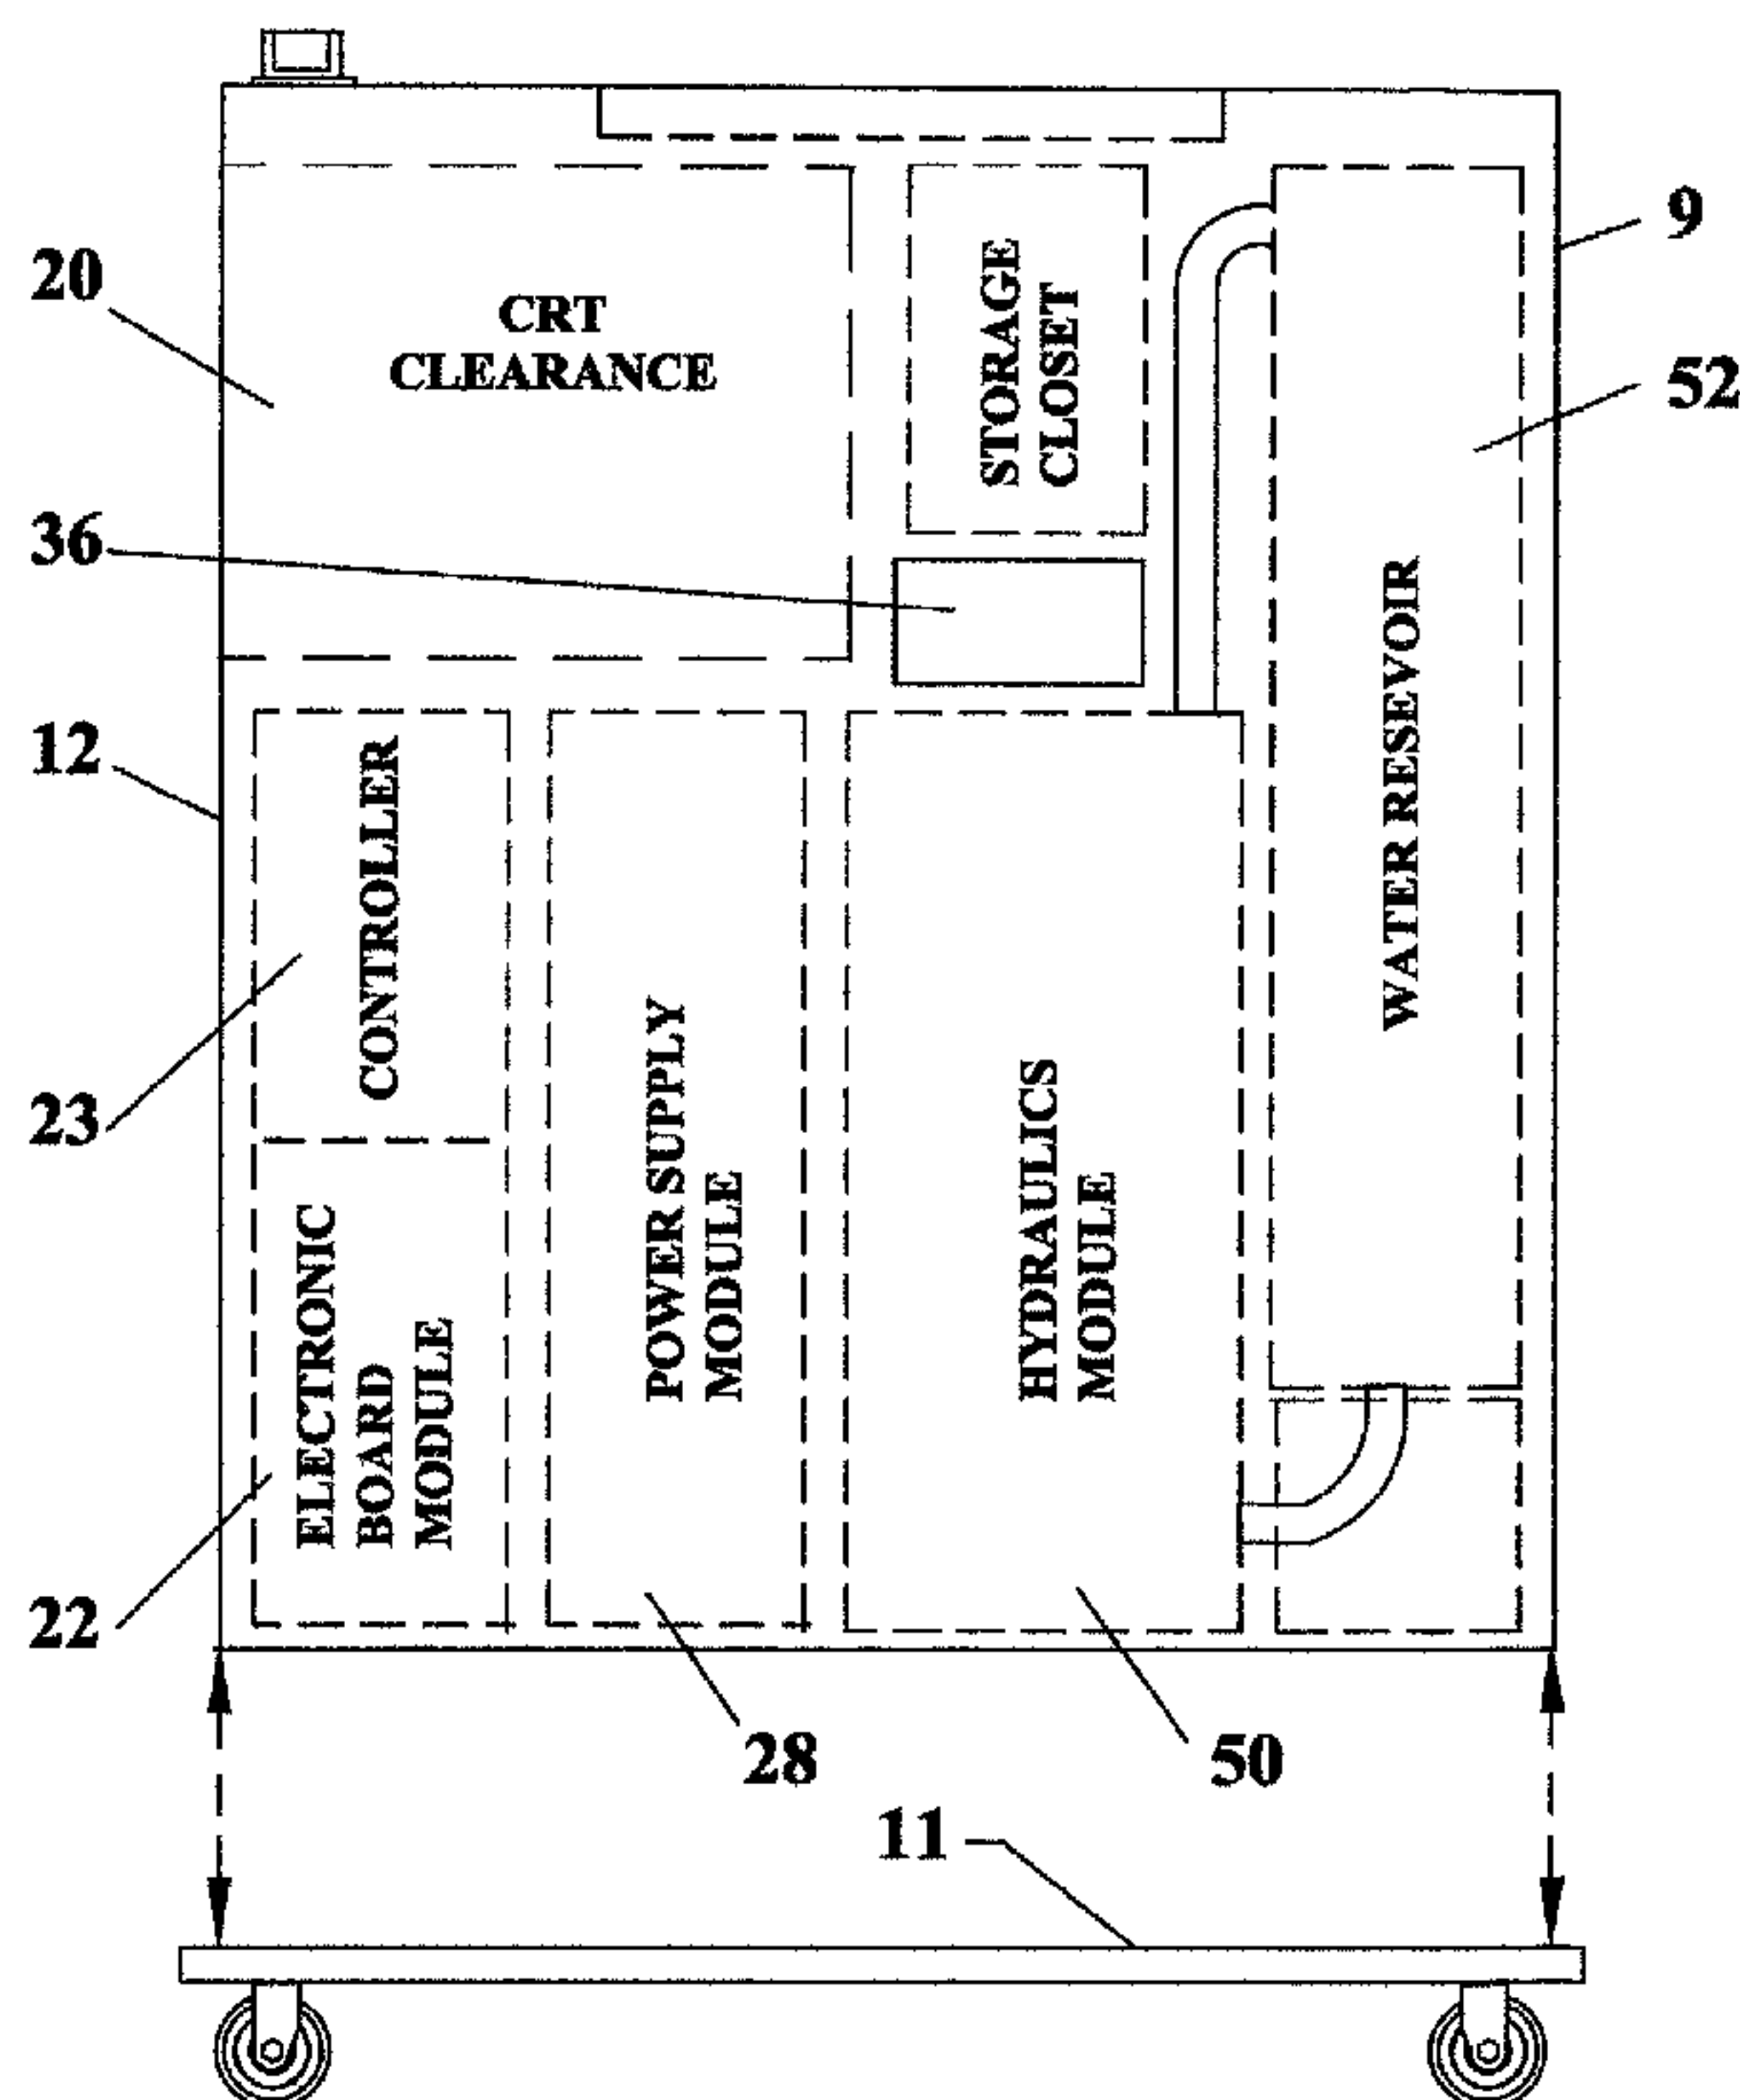 9
20
CRT
CLEARANCE
STORAGE
CLOSET
52
36
WATER RESEVOIR
12
CONTROLLER
23
POWER SUPPLY
MODULE
HYDRAULICS
MODULE
ELECTRONIC
BOARD
MODULE
22
28
50
11